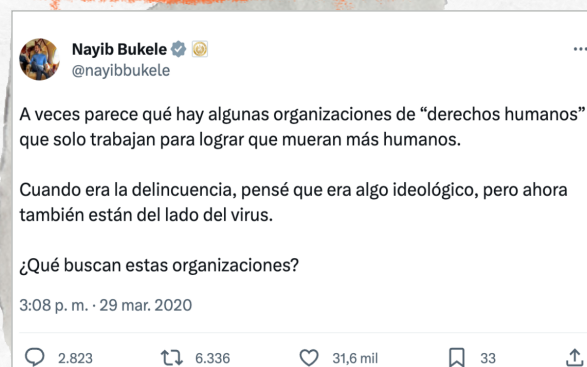 Nayib Bukele
@nayibbukele
A veces parece qué hay algunas organizaciones de “derechos humanos”
que solo trabajan para lograr que mueran más humanos.
Cuando era la delincuencia, pensé que era algo ideológico, pero ahora
también están del lado del virus.
¿Qué buscan estas organizaciones?
3:08 p. m. · 29 mar. 2020
2.823 6.336 31,6 mil 33